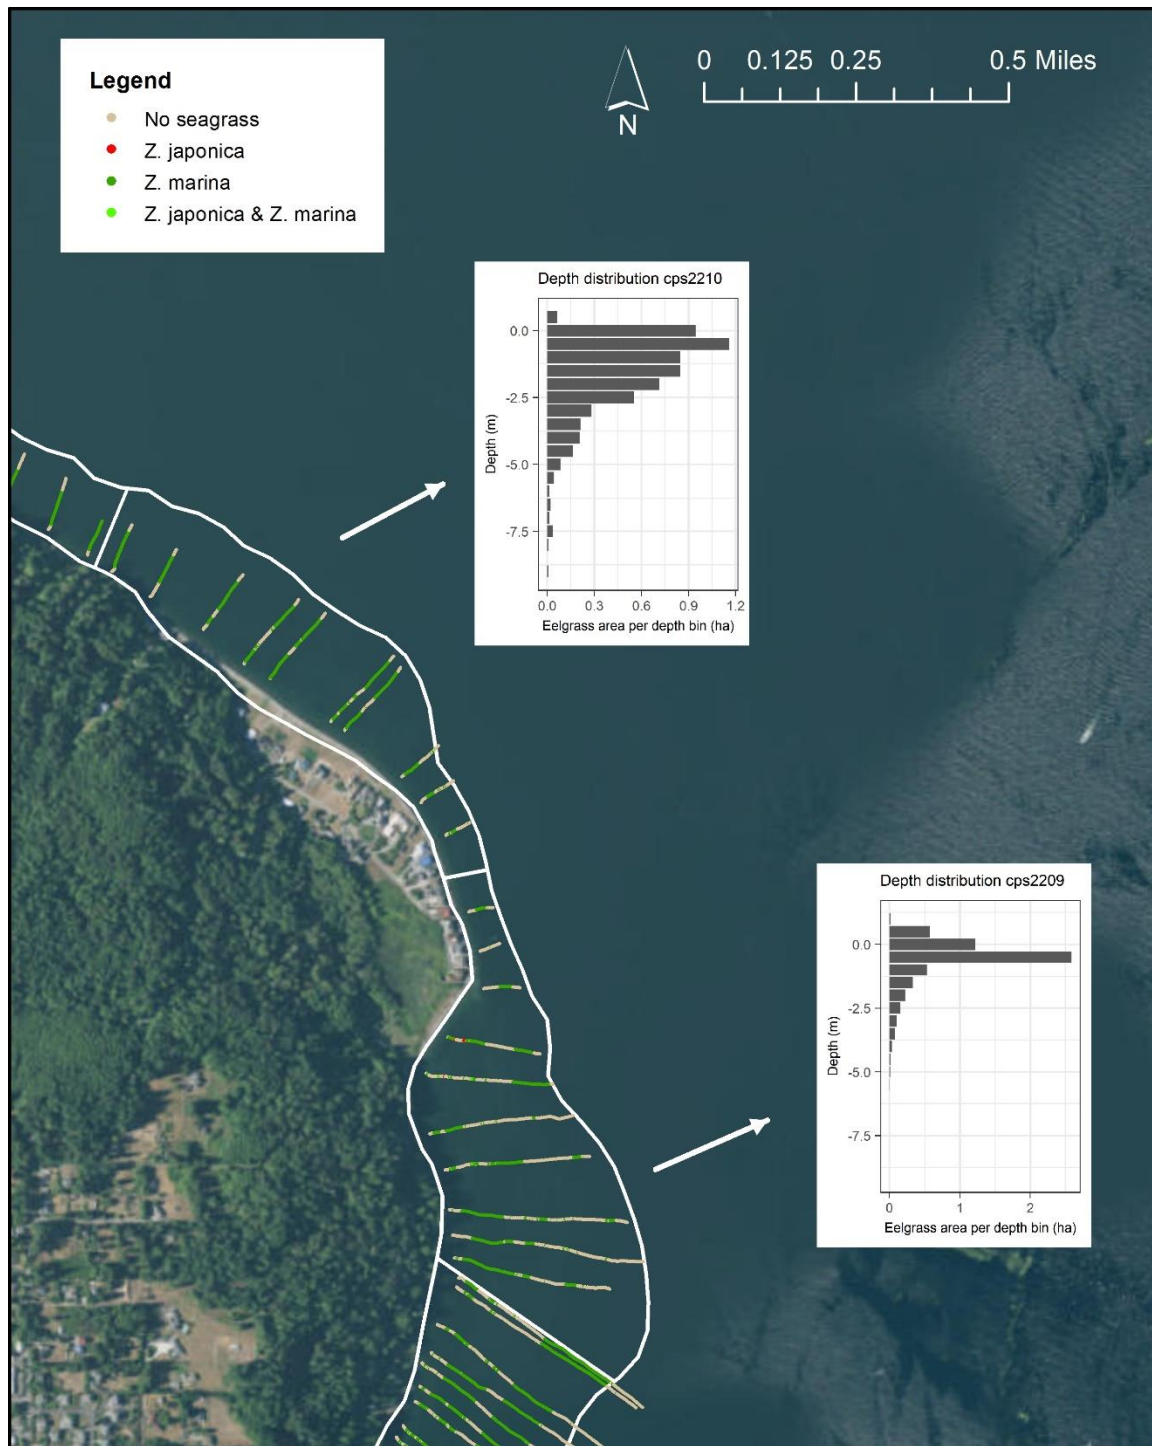 Legend
No seagrass
Z. japonica
Z. marina
Z. japonica & Z. marina
0 0.125 0.25 0.5 Miles
N
Depth distribution cps2210
Depth (m)
0.0
-2.5
-5.0
-7.5
0.0 0.3 0.6 0.9 1.2
Eelgrass area per depth bin (ha)
Depth distribution cps2209
Depth (m)
0.0
-2.5
-5.0
-7.5
0 1 2
Eelgrass area per depth bin (ha)